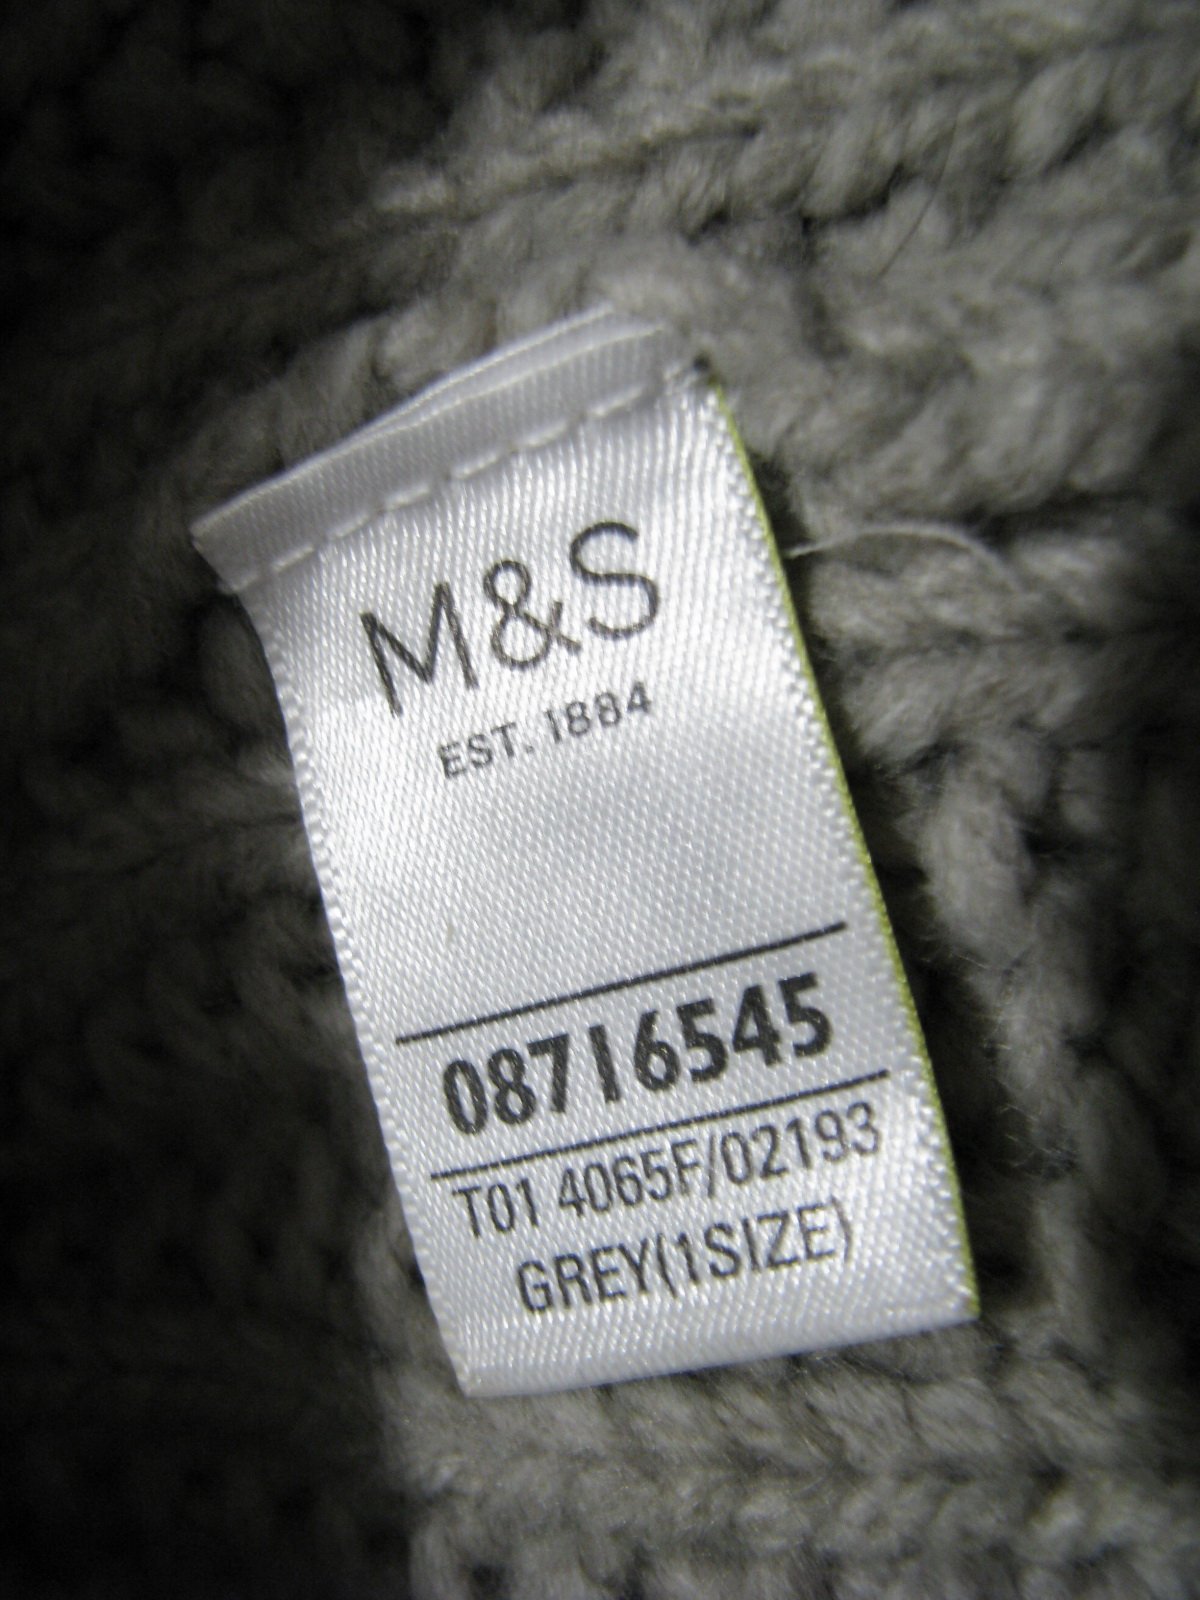 M&S
EST. 1884
08716545
T01 4065F/02193
GREY(1SIZE)